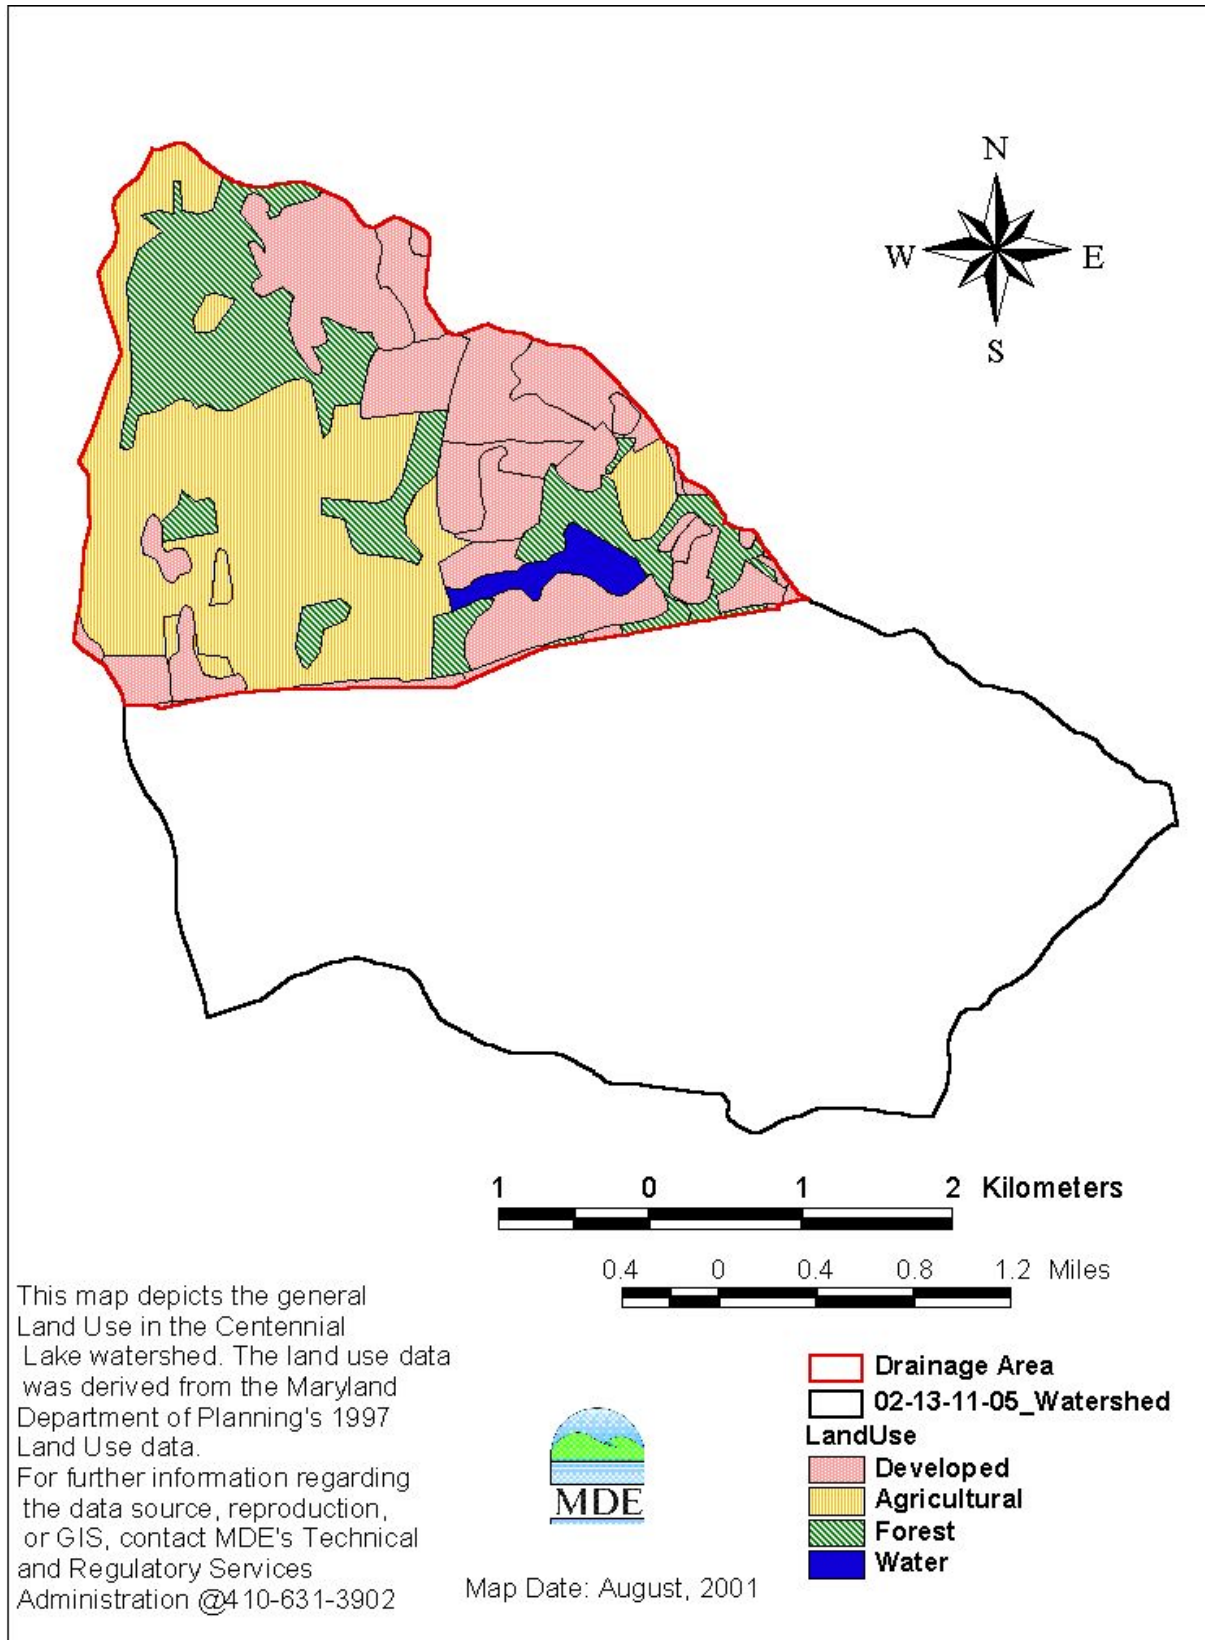 N
W E
S
1 0 1 2 Kilometers
0.4 0 0.4 0.8 1.2 Miles
This map depicts the general
Land Use in the Centennial
Lake watershed. The land use data
was derived from the Maryland
Department of Planning's 1997
Land Use data.
For further information regarding
the data source, reproduction,
or GIS, contact MDE's Technical
and Regulatory Services
Administration @410-631-3902
MDE
Map Date: August, 2001
Drainage Area
02-13-11-05_Watershed
LandUse
Developed
Agricultural
Forest
Water